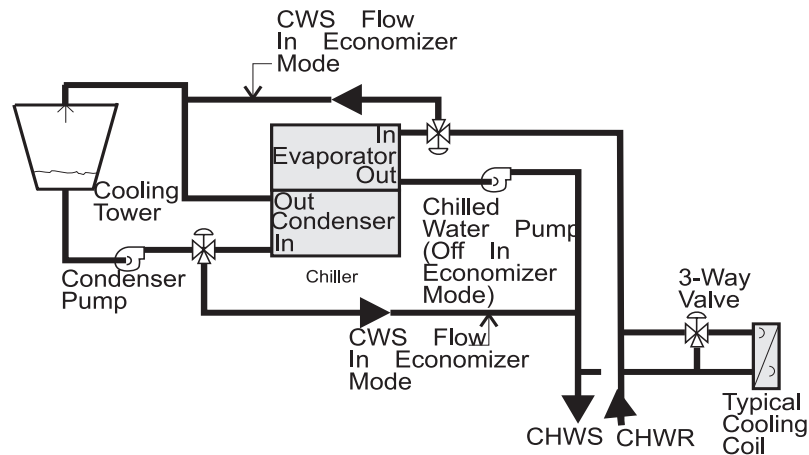 CWS Flow
In Economizer
Mode
In
Evaporator
Out
Cooling
Tower
Out
Condenser
In
Chilled
Water Pump
(Off In
Economizer
Mode)
Condenser
Pump
Chiller
3-Way
Valve
CWS Flow
In Economizer
Mode
CHWS
CHWR
Typical
Cooling
Coil